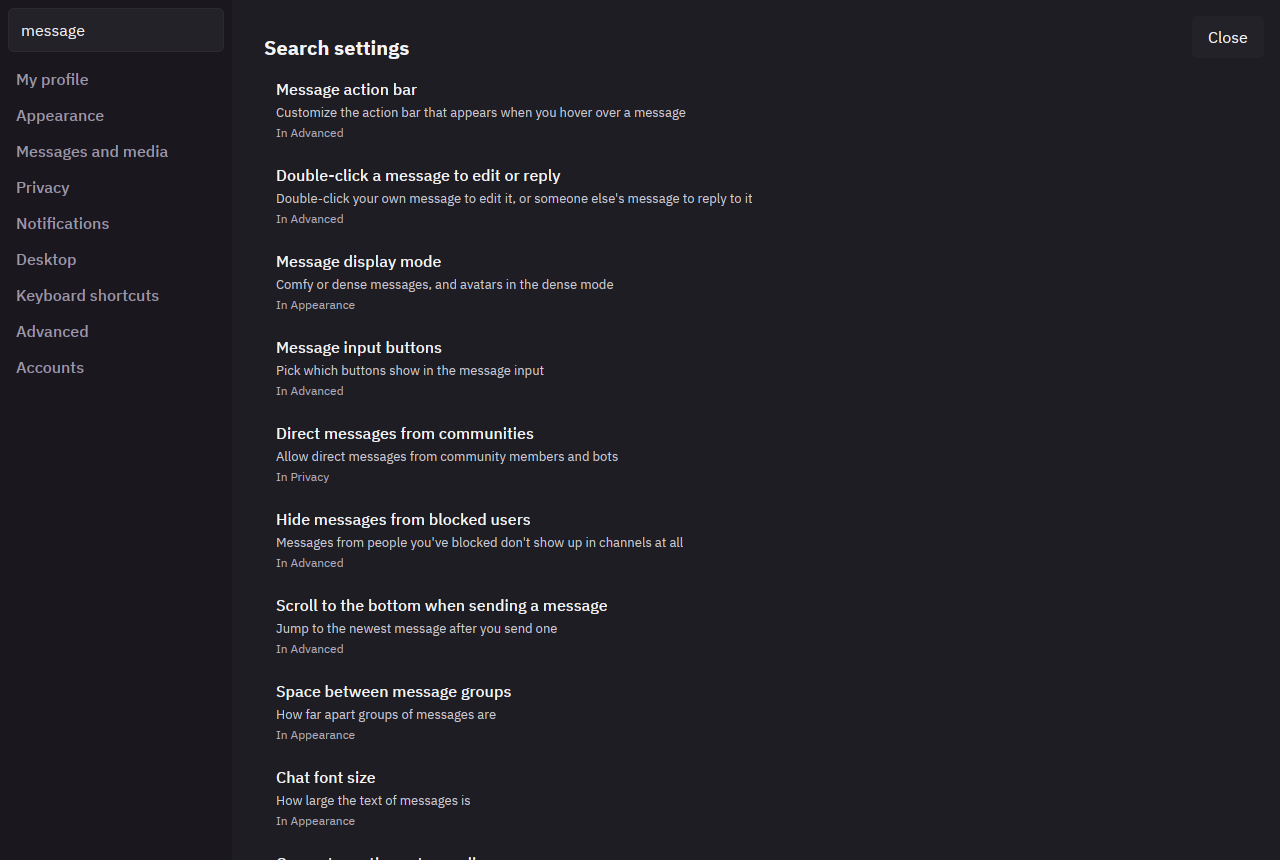 message
My profile
Appearance
Messages and media
Privacy
Notifications
Desktop
Keyboard shortcuts
Advanced
Accounts
Search settings
Close
Message action bar
Customize the action bar that appears when you hover over a message
In Advanced
Double-click a message to edit or reply
Double-click your own message to edit it, or someone else's message to reply to it
In Advanced
Message display mode
Comfy or dense messages, and avatars in the dense mode
In Appearance
Message input buttons
Pick which buttons show in the message input
In Advanced
Direct messages from communities
Allow direct messages from community members and bots
In Privacy
Hide messages from blocked users
Messages from people you've blocked don't show up in channels at all
In Advanced
Scroll to the bottom when sending a message
Jump to the newest message after you send one
In Advanced
Space between message groups
How far apart groups of messages are
In Appearance
Chat font size
How large the text of messages is
In Appearance